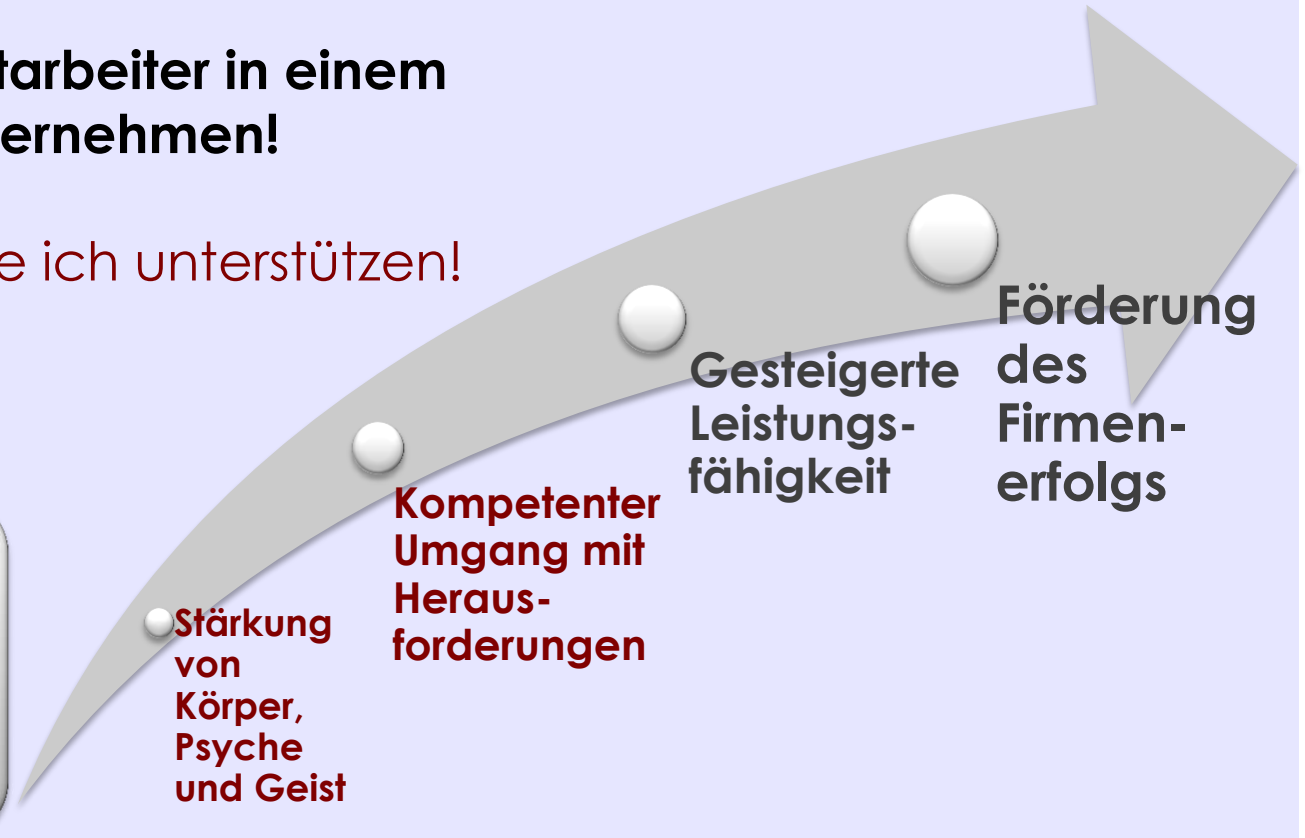 tarbeiter in einem
ernehmen!
e ich unterstützen!
Stärkung
von
Körper,
Psyche
und Geist
Kompetenter
Umgang mit
Heraus-
forderungen
Gesteigerte
Leistungs-
fähigkeit
Förderung
des
Firmen-
erfolgs